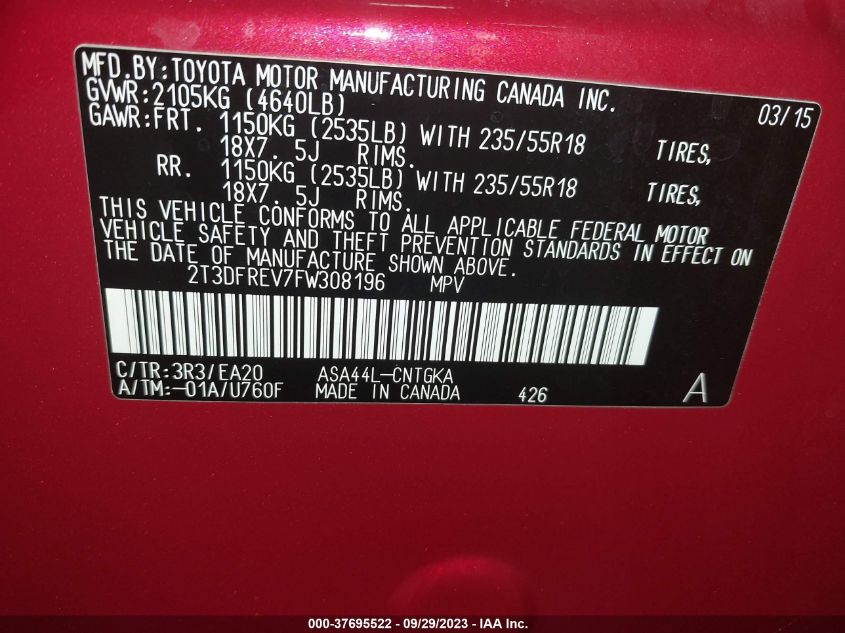 MFD.BY:TOYOTA MOTOR MANUFACTURING CANADA INC. 03/15
GVWR:2105KG (4640LB)
GAWR:FRT. 1150KG (2535LB) WITH 235/55R18 TIRES,
18X7. 5J RIMS.
RR. 1150KG (2535LB) WITH 235/55R18 TIRES,
18X7. 5J RIMS.
THIS VEHICLE CONFORMS TO ALL APPLICABLE FEDERAL MOTOR
VEHICLE SAFETY AND THEFT PREVENTION STANDARDS IN EFFECT ON
THE DATE OF MANUFACTURE SHOWN ABOVE.
2T3DFREV7FW308196 MPV
C/TR:3R3/EA20 ASA44L-CNTGKA
A/TM:-01A/U760F MADE IN CANADA 426 A
000-37695522 - 09/29/2023 - IAA Inc.